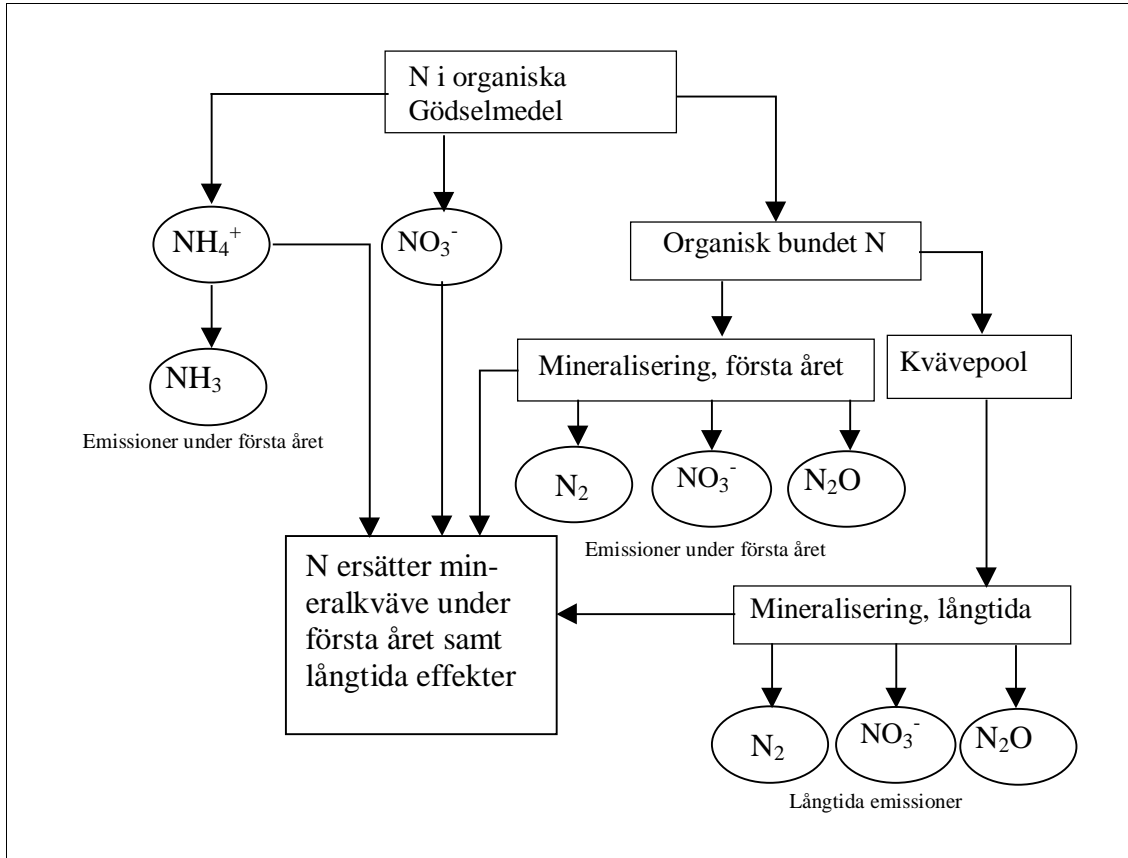 N i organiska
Gödselmedel
NH₄⁺
NO₃⁻
Organisk bundet N
NH₃
Emissioner under första året
Mineralisering, första året
Kvävepool
N₂
NO₃⁻
N₂O
Emissioner under första året
N ersätter min-
eralkväve under
första året samt
långtida effekter
Mineralisering, långtida
N₂
NO₃⁻
N₂O
Långtida emissioner